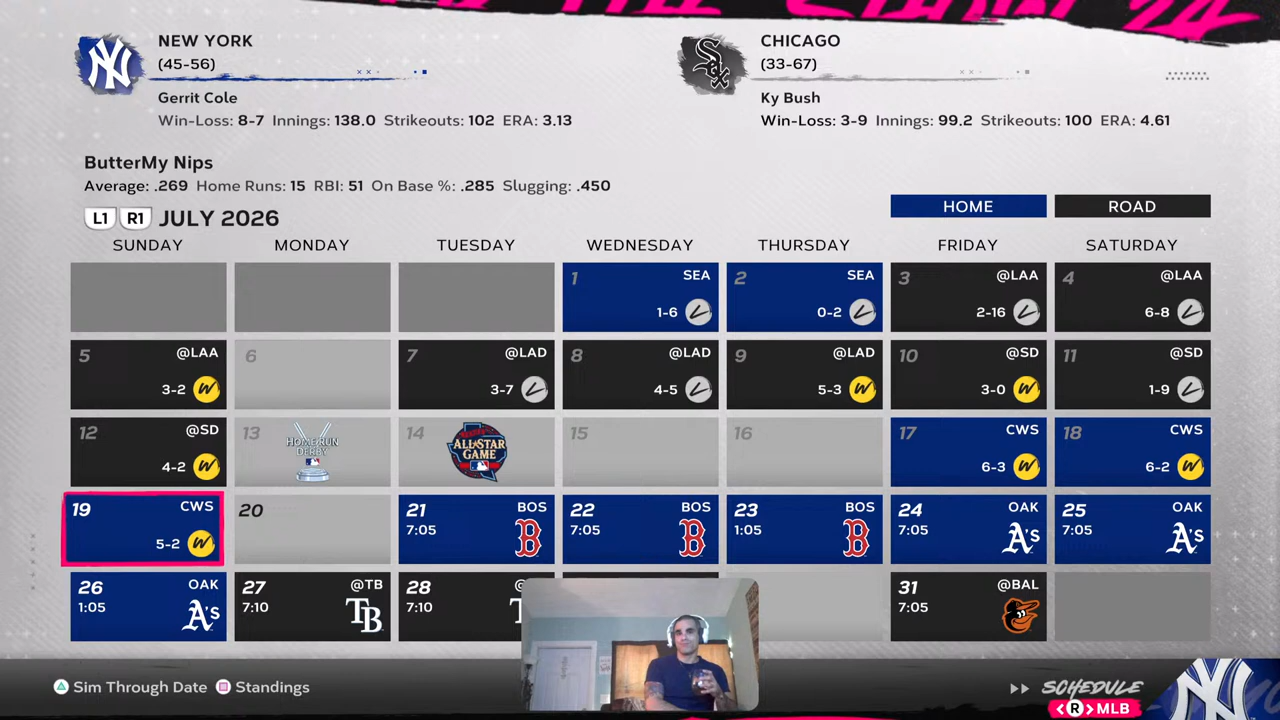 THE SHOW 24
NEW YORK
(45-56)
Gerrit Cole
Win-Loss: 8-7 Innings: 138.0 Strikeouts: 102 ERA: 3.13
CHICAGO
(33-67)
Ky Bush
Win-Loss: 3-9 Innings: 99.2 Strikeouts: 100 ERA: 4.61
ButterMy Nips
Average: .269 Home Runs: 15 RBI: 51 On Base %: .285 Slugging: .450
L1 R1 JULY 2026
HOME ROAD
SUNDAY MONDAY TUESDAY WEDNESDAY THURSDAY FRIDAY SATURDAY
1 SEA 2 SEA 3 @LAA 4 @LAA
1-6 L 0-2 L 2-16 L 6-8 L
5 @LAA 6 7 @LAD 8 @LAD 9 @LAD 10 @SD 11 @SD
3-2 W 3-7 L 4-5 L 5-3 W 3-0 W 1-9 L
12 @SD 13 HOME RUN DERBY 14 ALL-STAR GAME 15 16 17 CWS 18 CWS
4-2 W 6-3 W 6-2 W
19 CWS 20 21 BOS 22 BOS 23 BOS 24 OAK 25 OAK
5-2 W 7:05 B 7:05 B 1:05 B 7:05 A'S 7:05 A'S
26 OAK 27 @TB 28 @ 31 @BAL
1:05 A'S 7:10 TB 7:10 T 7:05
Sim Through Date Standings
SCHEDULE
R MLB